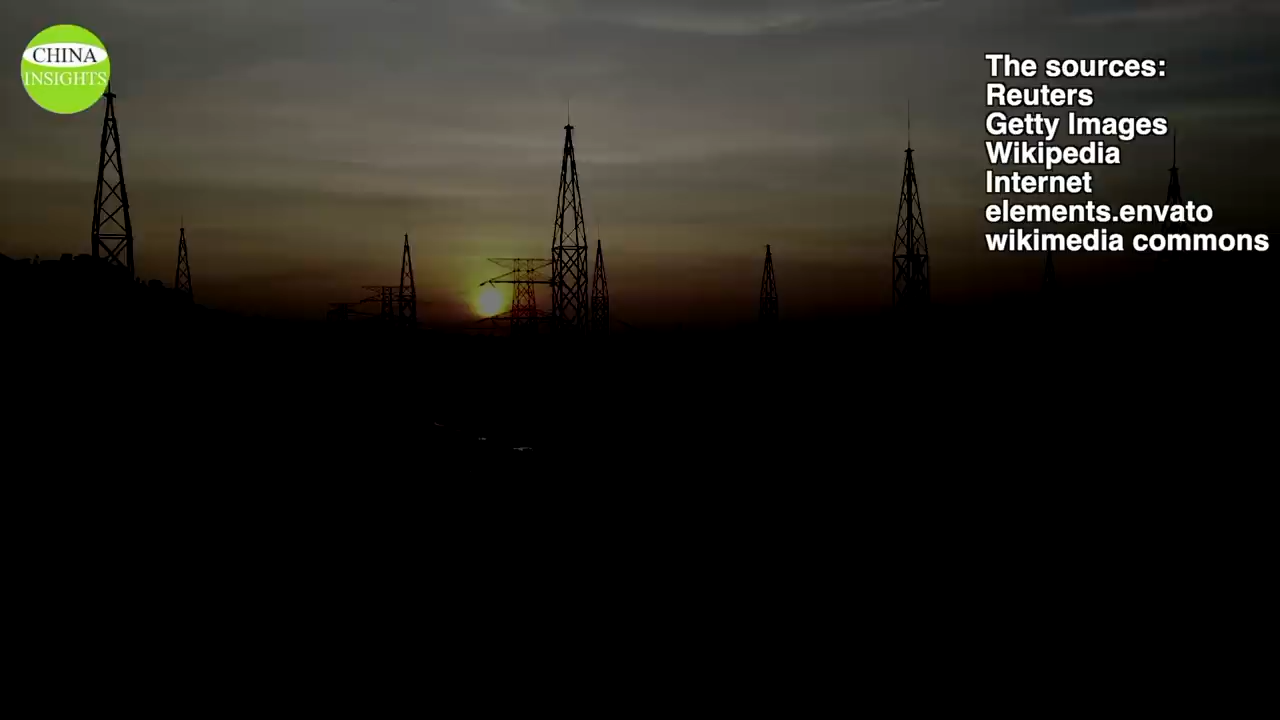 CHINA
INSIGHTS
The sources:
Reuters
Getty Images
Wikipedia
Internet
elements.envato
wikimedia commons